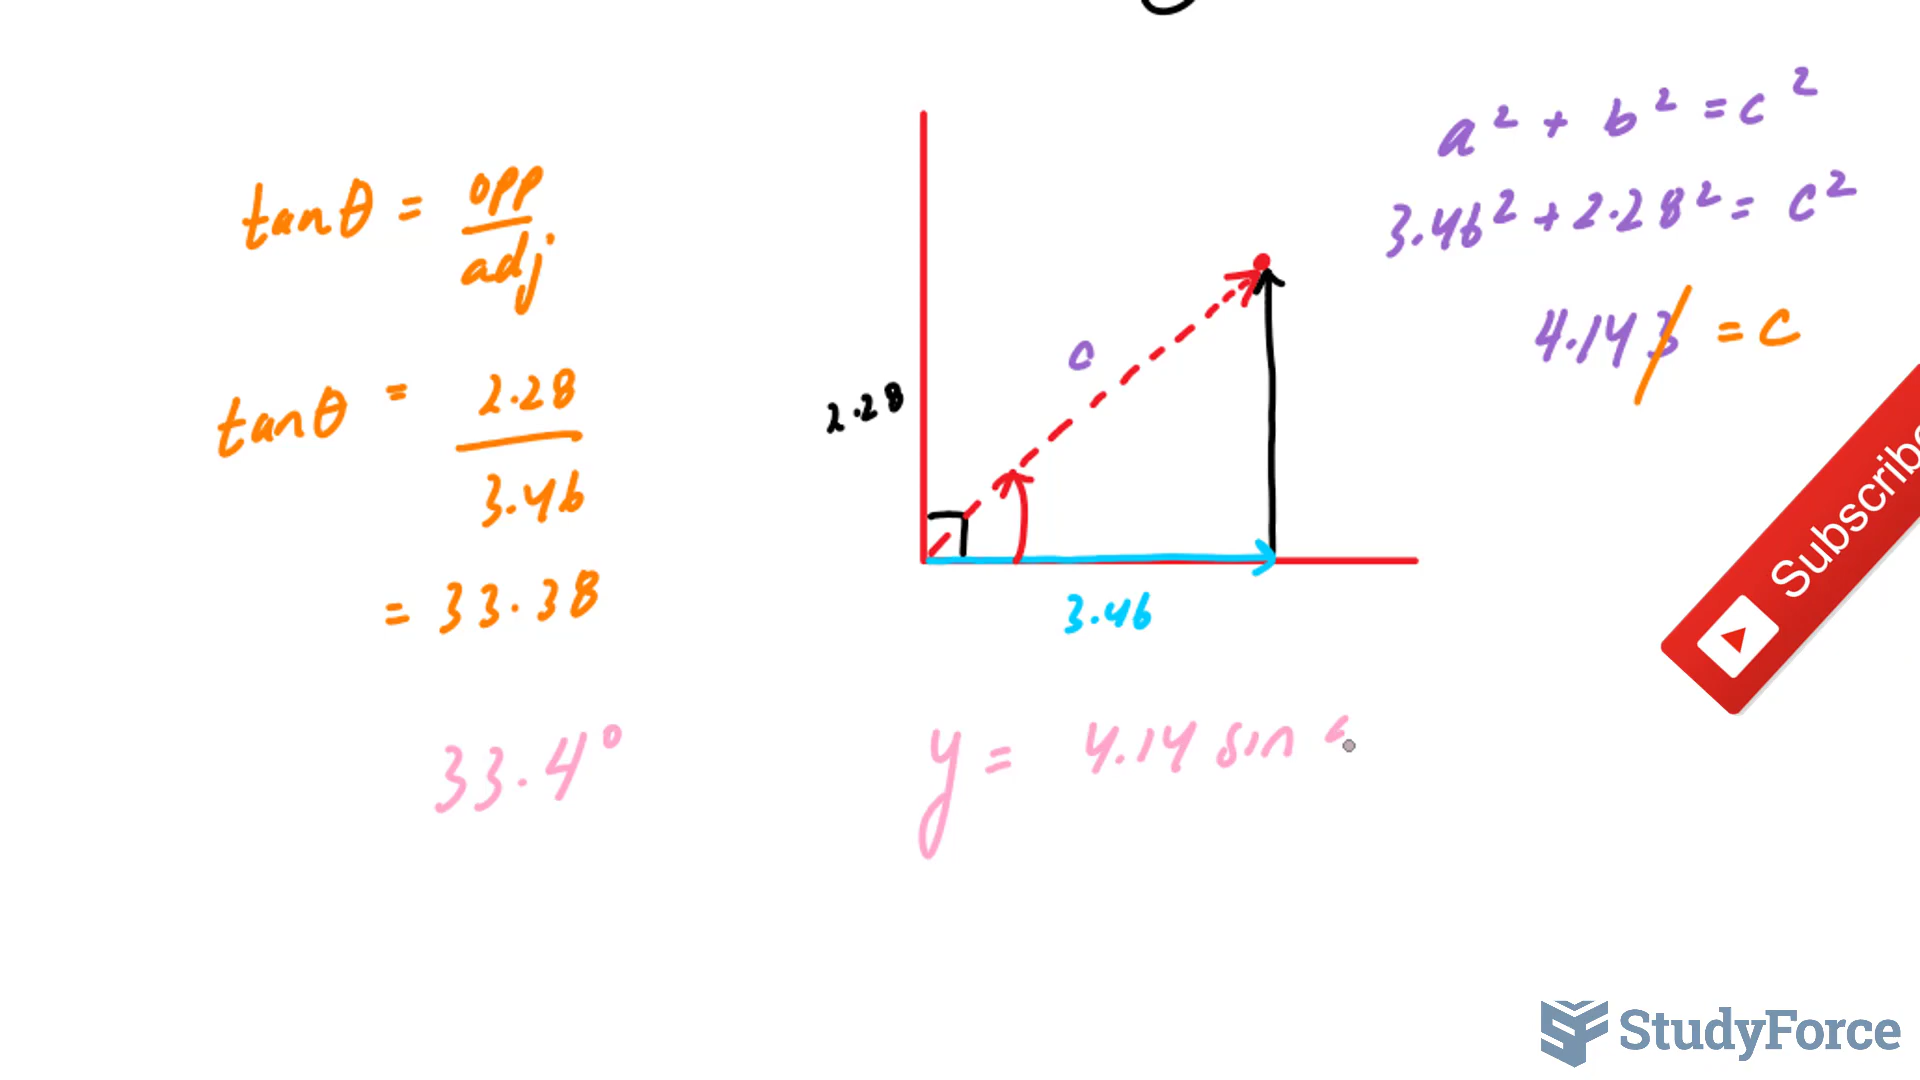 tanθ = opp/adj
tanθ = 2.28/3.46
= 33.38
33.4°
2.28
c
3.46
a² + b² = c²
3.46² + 2.28² = c²
4.143 = c
y = 4.14 sin
Subscribe
StudyForce